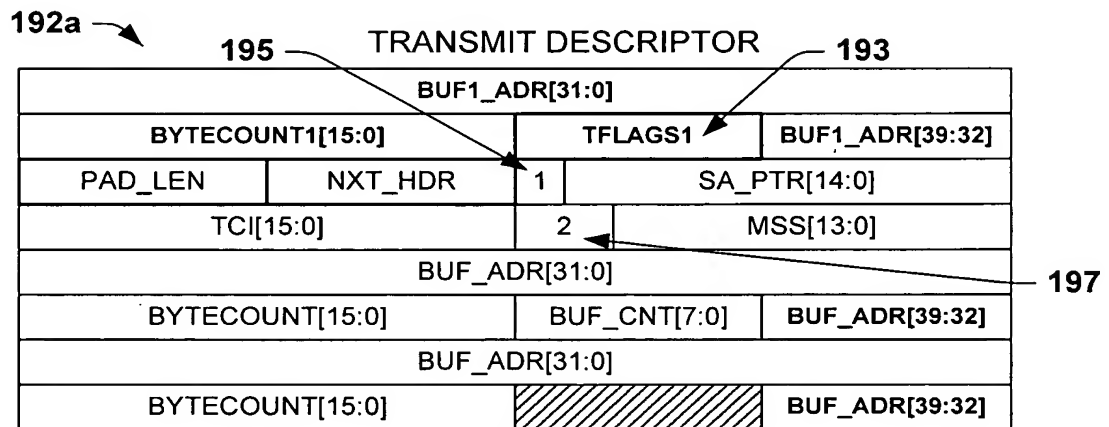 192a
195 TRANSMIT DESCRIPTOR 193
BUF1_ADR[31:0]
BYTECOUNT1[15:0] TFLAGS1 BUF1_ADR[39:32]
PAD_LEN NXT_HDR 1 SA_PTR[14:0]
TCI[15:0] 2 MSS[13:0]
BUF_ADR[31:0] 197
BYTECOUNT[15:0] BUF_CNT[7:0] BUF_ADR[39:32]
BUF_ADR[31:0]
BYTECOUNT[15:0] BUF_ADR[39:32]